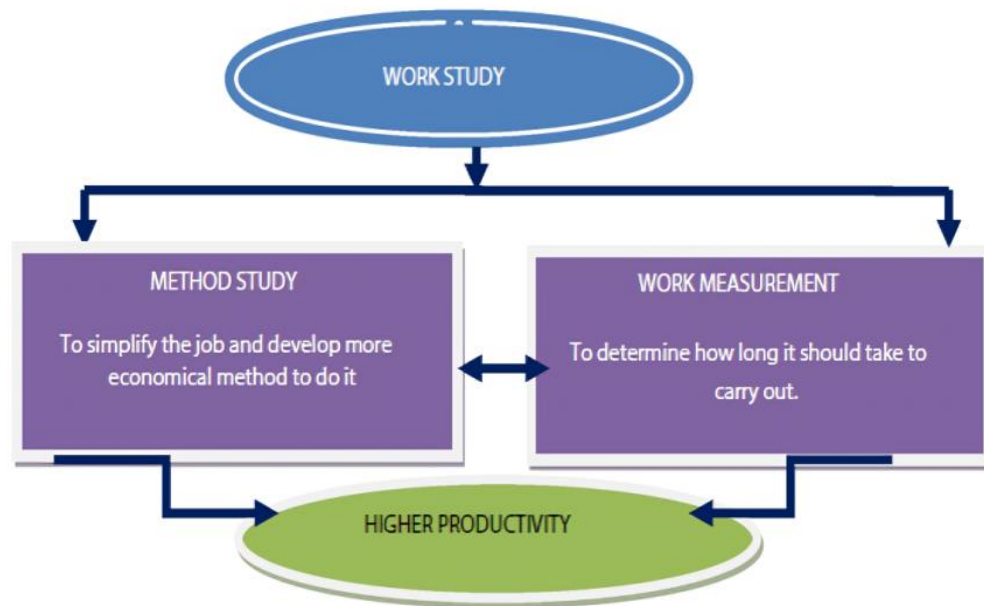 WORK STUDY
METHOD STUDY
To simplify the job and develop more
economical method to do it
WORK MEASUREMENT
To determine how long it should take to
carry out.
HIGHER PRODUCTIVITY